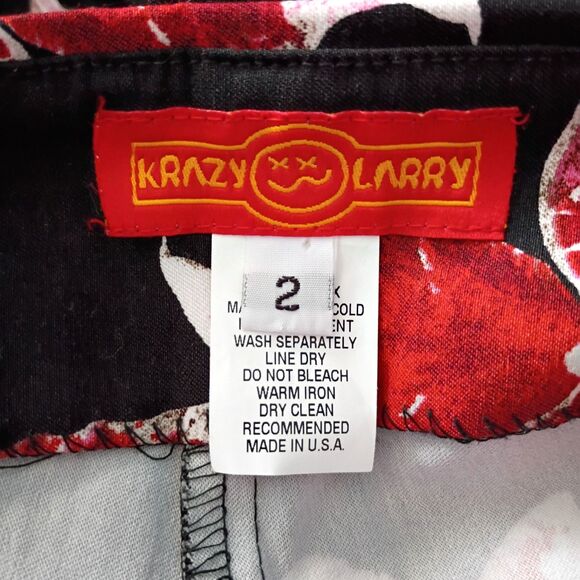 KRAZY LARRY
2
COLD
WASH SEPARATELY
LINE DRY
DO NOT BLEACH
WARM IRON
DRY CLEAN
RECOMMENDED
MADE IN U.S.A.